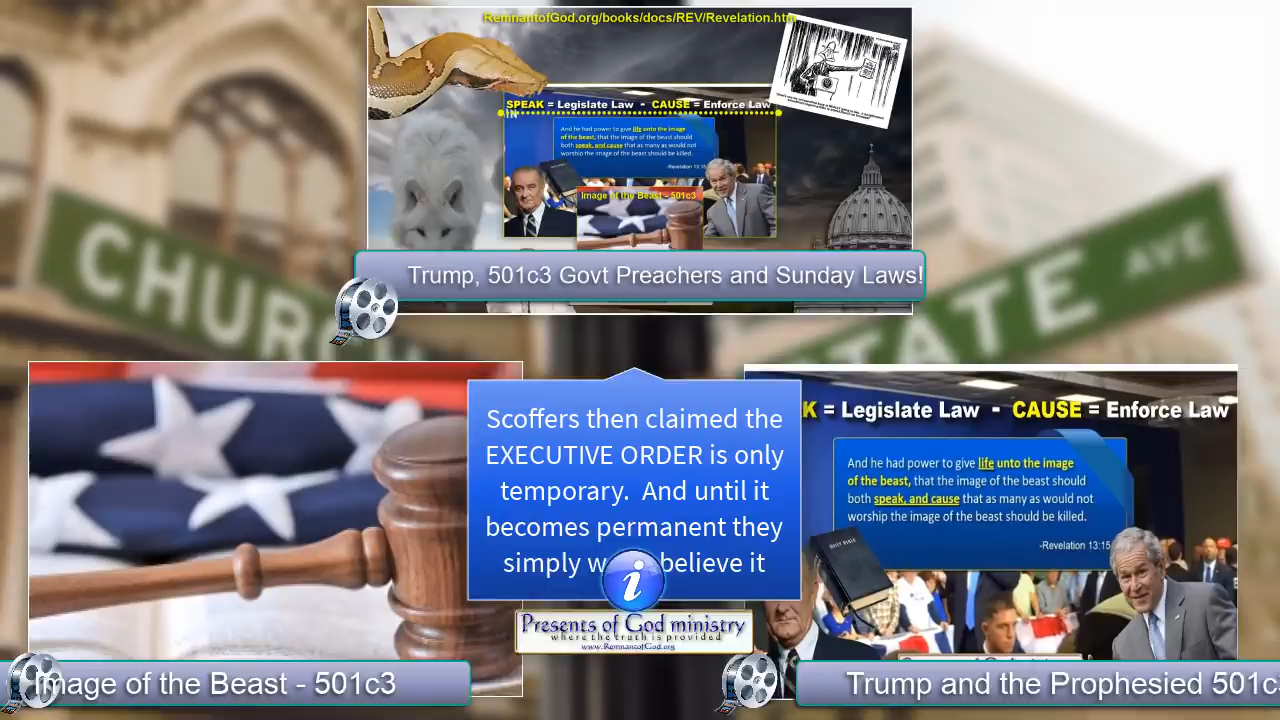 RemnantofGod.org/books/docs/REV/Revelation.htm
SPEAK = Legislate Law - CAUSE = Enforce Law
And he had power to give life unto the image
of the beast, that the image of the beast should
both speak, and cause that as many as would not
worship the image of the beast should be killed.
-Revelation 13:15
Image of the Beast - 501c3
Trump, 501c3 Govt Preachers and Sunday Laws!
CHURCH
STATE AVE
K = Legislate Law - CAUSE = Enforce Law
Scoffers then claimed the
EXECUTIVE ORDER is only
temporary. And until it
becomes permanent they
simply believe it
And he had power to give life unto the image
of the beast, that the image of the beast should
both speak, and cause that as many as would not
worship the image of the beast should be killed.
-Revelation 13:15
HOLY BIBLE
Presents of God ministry
where the truth is provided
www.RemnantofGod.org
Image of the Beast - 501c3
Trump and the Prophesied 501c